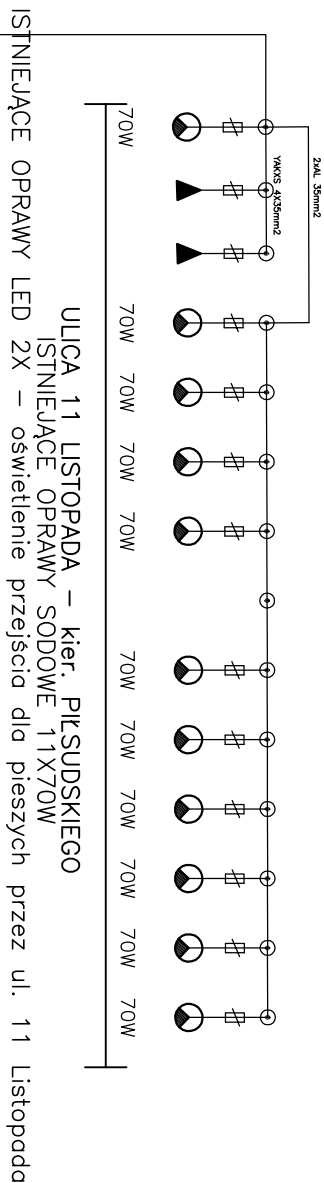 2xAL 35mm2
YAKXS 4X35mm2
70W 70W 70W 70W 70W 70W 70W 70W 70W 70W 70W
ULICA 11 LISTOPADA – kier. PIŁSUDSKIEGO
ISTNIEJĄCE OPRAWY SODOWE 11X70W
ISTNIEJĄCE OPRAWY LED 2X – oświetlenie przejścia dla pieszych przez ul. 11 Listopada